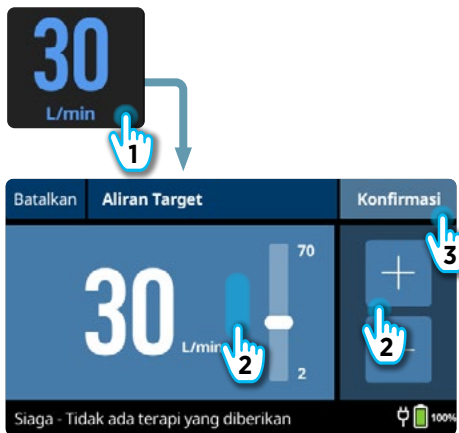 30
L/min
1
Batalkan Aliran Target Konfirmasi
3
70
30
L/min
2
2
2
Siaga - Tidak ada terapi yang diberikan 100%